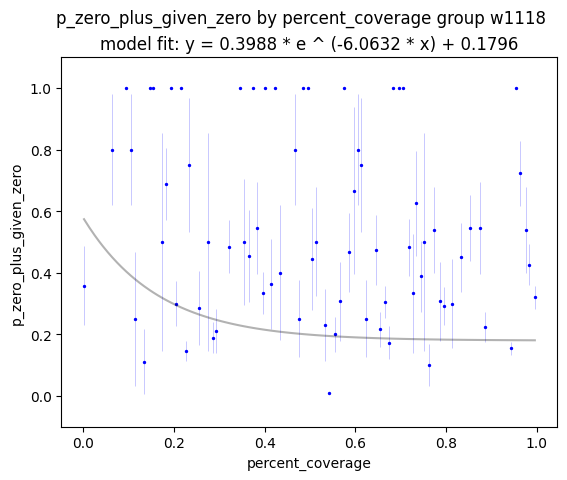 p_zero_plus_given_zero by percent_coverage group w1118
model fit: y = 0.3988 * e ^ (-6.0632 * x) + 0.1796
1.0
0.8
0.6
0.4
0.2
0.0
p_zero_plus_given_zero
0.0 0.2 0.4 0.6 0.8 1.0
percent_coverage